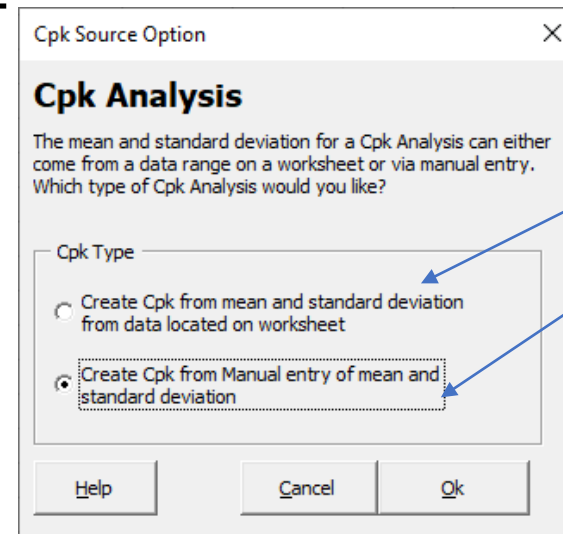 Cpk Source Option
Cpk Analysis
The mean and standard deviation for a Cpk Analysis can either
come from a data range on a worksheet or via manual entry.
Which type of Cpk Analysis would you like?
Cpk Type
Create Cpk from mean and standard deviation
from data located on worksheet
Create Cpk from Manual entry of mean and
standard deviation
Help Cancel Ok